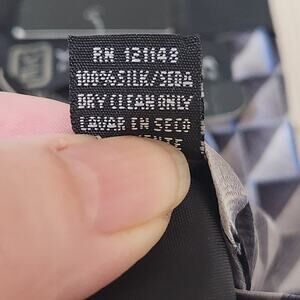 RN 121148
100%SILK/SEDA
DRY CLEAN ONLY
LAVAR EN SECO